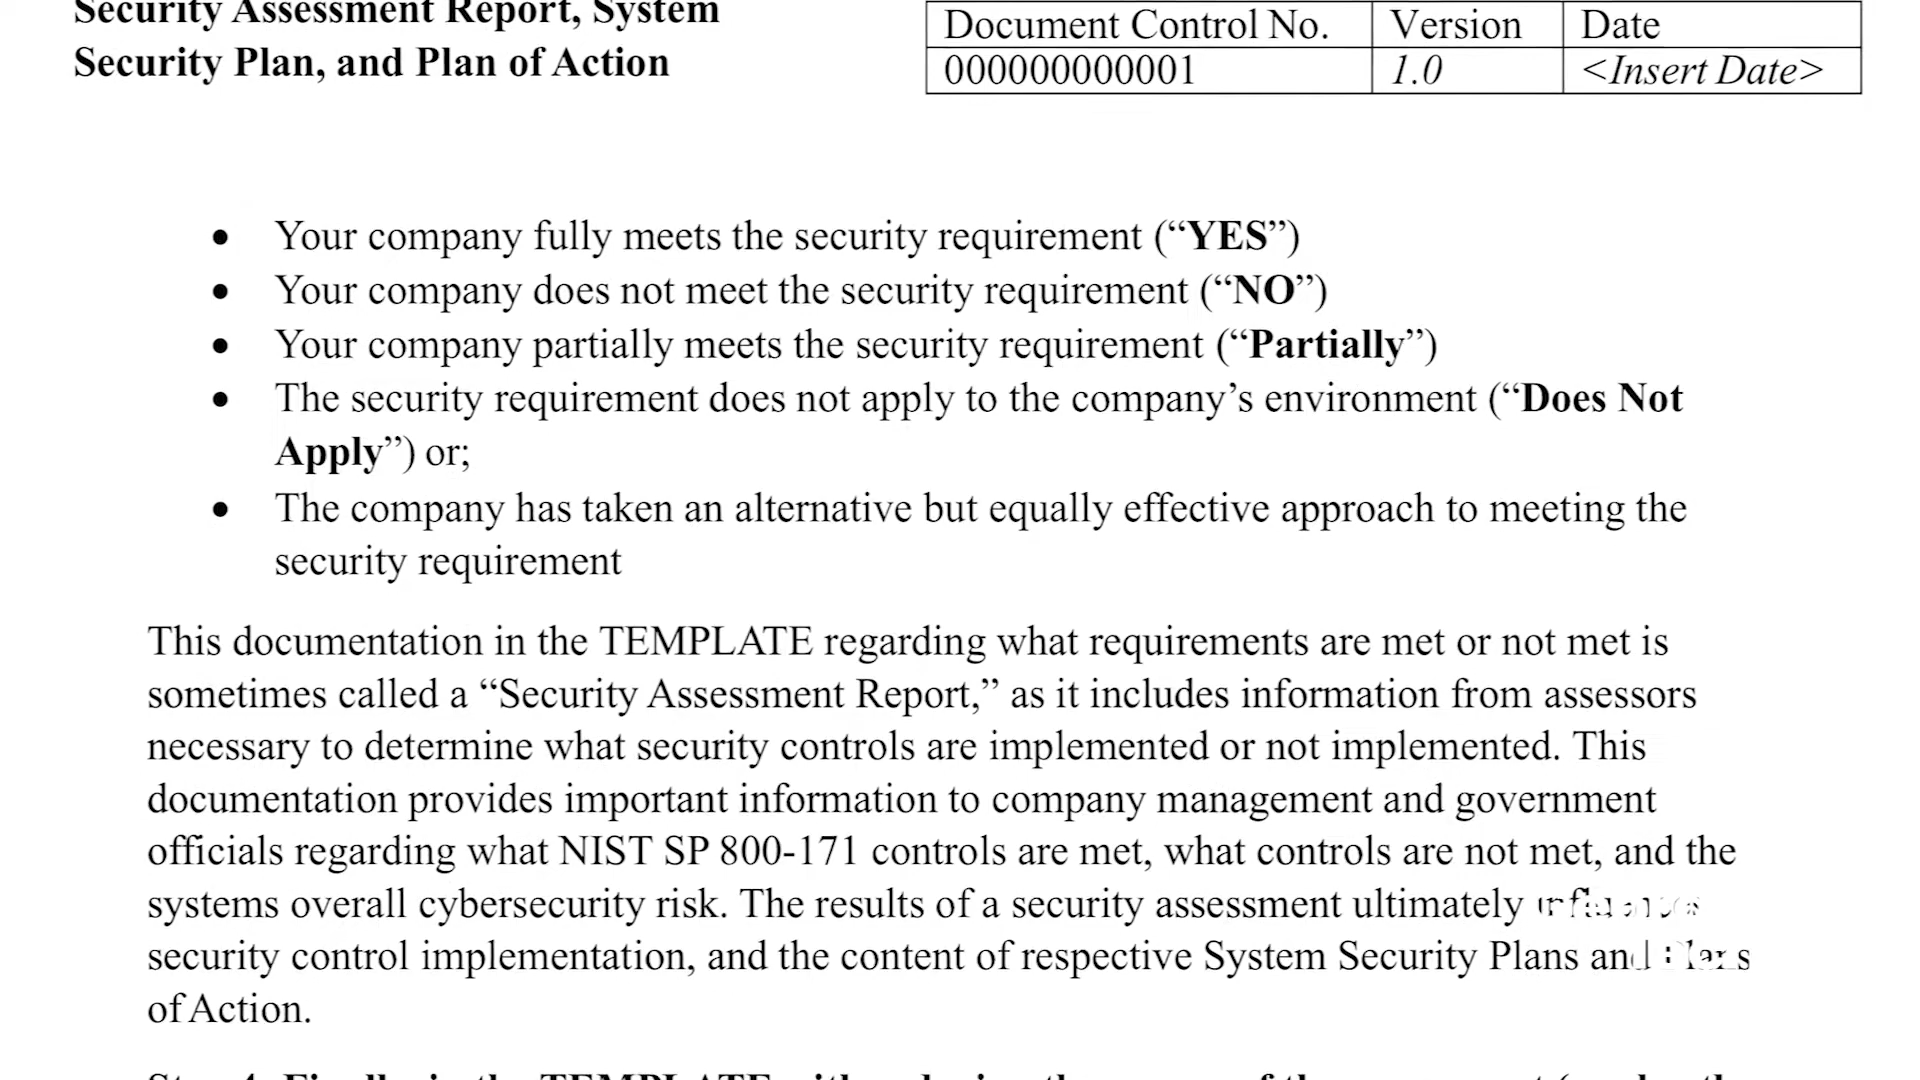 Security Assessment Report, System
Security Plan, and Plan of Action
Document Control No. Version Date
000000000001 1.0 <Insert Date>
• Your company fully meets the security requirement (“YES”)
• Your company does not meet the security requirement (“NO”)
• Your company partially meets the security requirement (“Partially”)
• The security requirement does not apply to the company’s environment (“Does Not
Apply”) or;
• The company has taken an alternative but equally effective approach to meeting the
security requirement
This documentation in the TEMPLATE regarding what requirements are met or not met is
sometimes called a “Security Assessment Report,” as it includes information from assessors
necessary to determine what security controls are implemented or not implemented. This
documentation provides important information to company management and government
officials regarding what NIST SP 800-171 controls are met, what controls are not met, and the
systems overall cybersecurity risk. The results of a security assessment ultimately
security control implementation, and the content of respective System Security Plans and Plans
of Action.